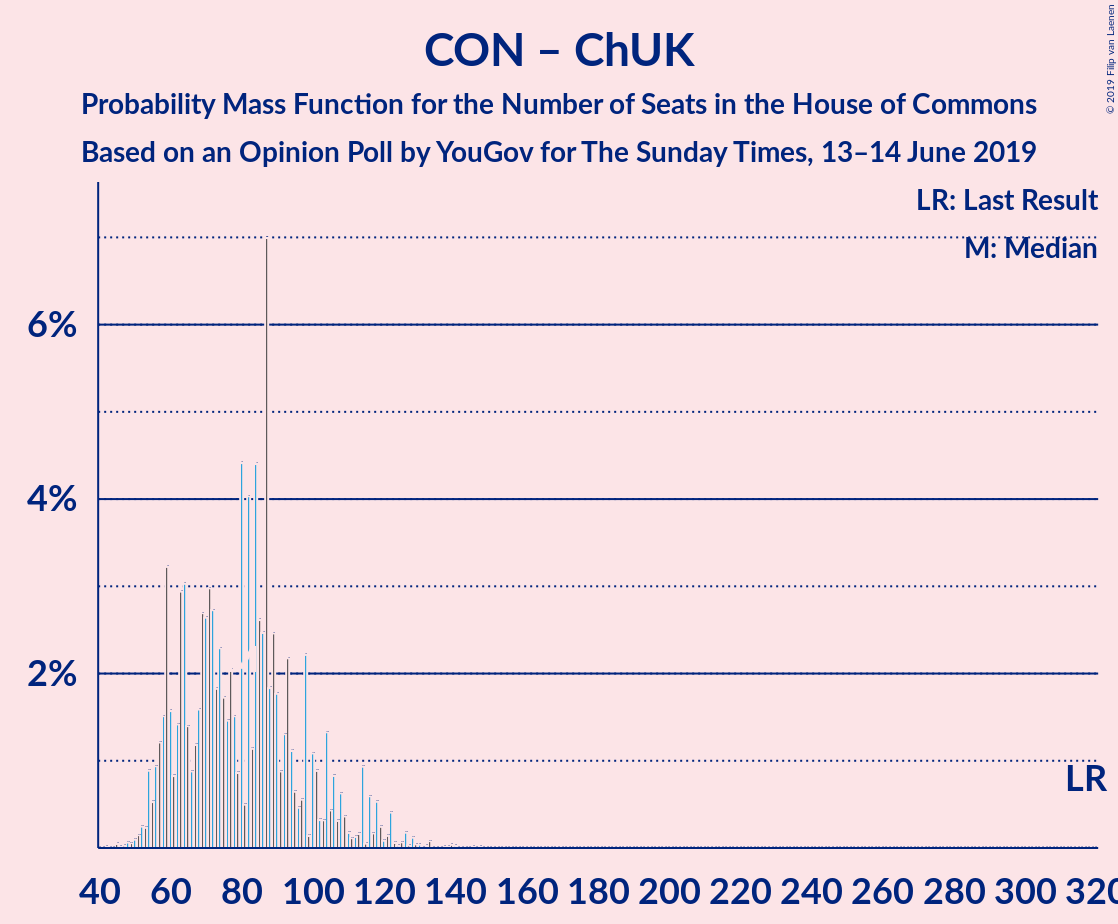 CON – ChUK
Probability Mass Function for the Number of Seats in the House of Commons
Based on an Opinion Poll by YouGov for The Sunday Times, 13–14 June 2019
© 2019 Filip van Laenen
LR: Last Result
M: Median
6%
4%
2%
LR
40 60 80 100 120 140 160 180 200 220 240 260 280 300 320